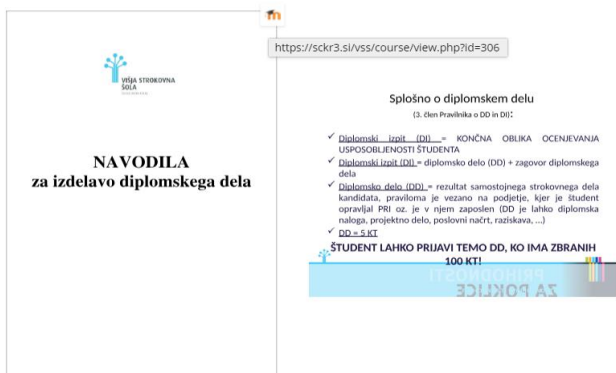 https://sckr3.si/vss/course/view.php?id=306
VIŠJA STROKOVNA
ŠOLA
NAVODILA
za izdelavo diplomskega dela
Splošno o diplomskem delu
(3. člen Pravilnika o DD in DI):
✓ Diplomski izpit (DI) = KONČNA OBLIKA OCENJEVANJA
USPOSOBLJENOSTI ŠTUDENTA
✓ Diplomski izpit (DI) = diplomsko delo (DD) + zagovor diplomskega
dela
✓ Diplomsko delo (DD) = rezultat samostojnega strokovnega dela
kandidata, praviloma je vezano na podjetje, kjer je študent
opravljal PRI oz. je v njem zaposlen (DD je lahko diplomska
naloga, projektno delo, poslovni načrt, raziskava, ...)
✓ DD = 5 KT
ŠTUDENT LAHKO PRIJAVI TEMO DD, KO IMA ZBRANIH
100 KT!
PRIHODNOSTI
ZA POKLICE